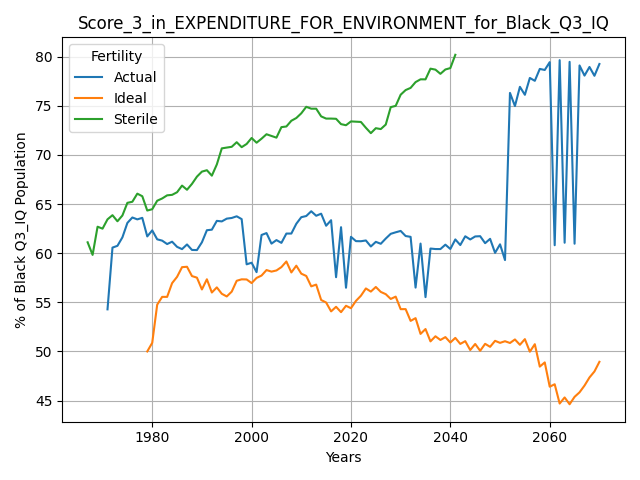 Score_3_in_EXPENDITURE_FOR_ENVIRONMENT_for_Black_Q3_IQ
Fertility
Actual
Ideal
Sterile
% of Black Q3_IQ Population
80
75
70
65
60
55
50
45
1980
2000
2020
2040
2060
Years